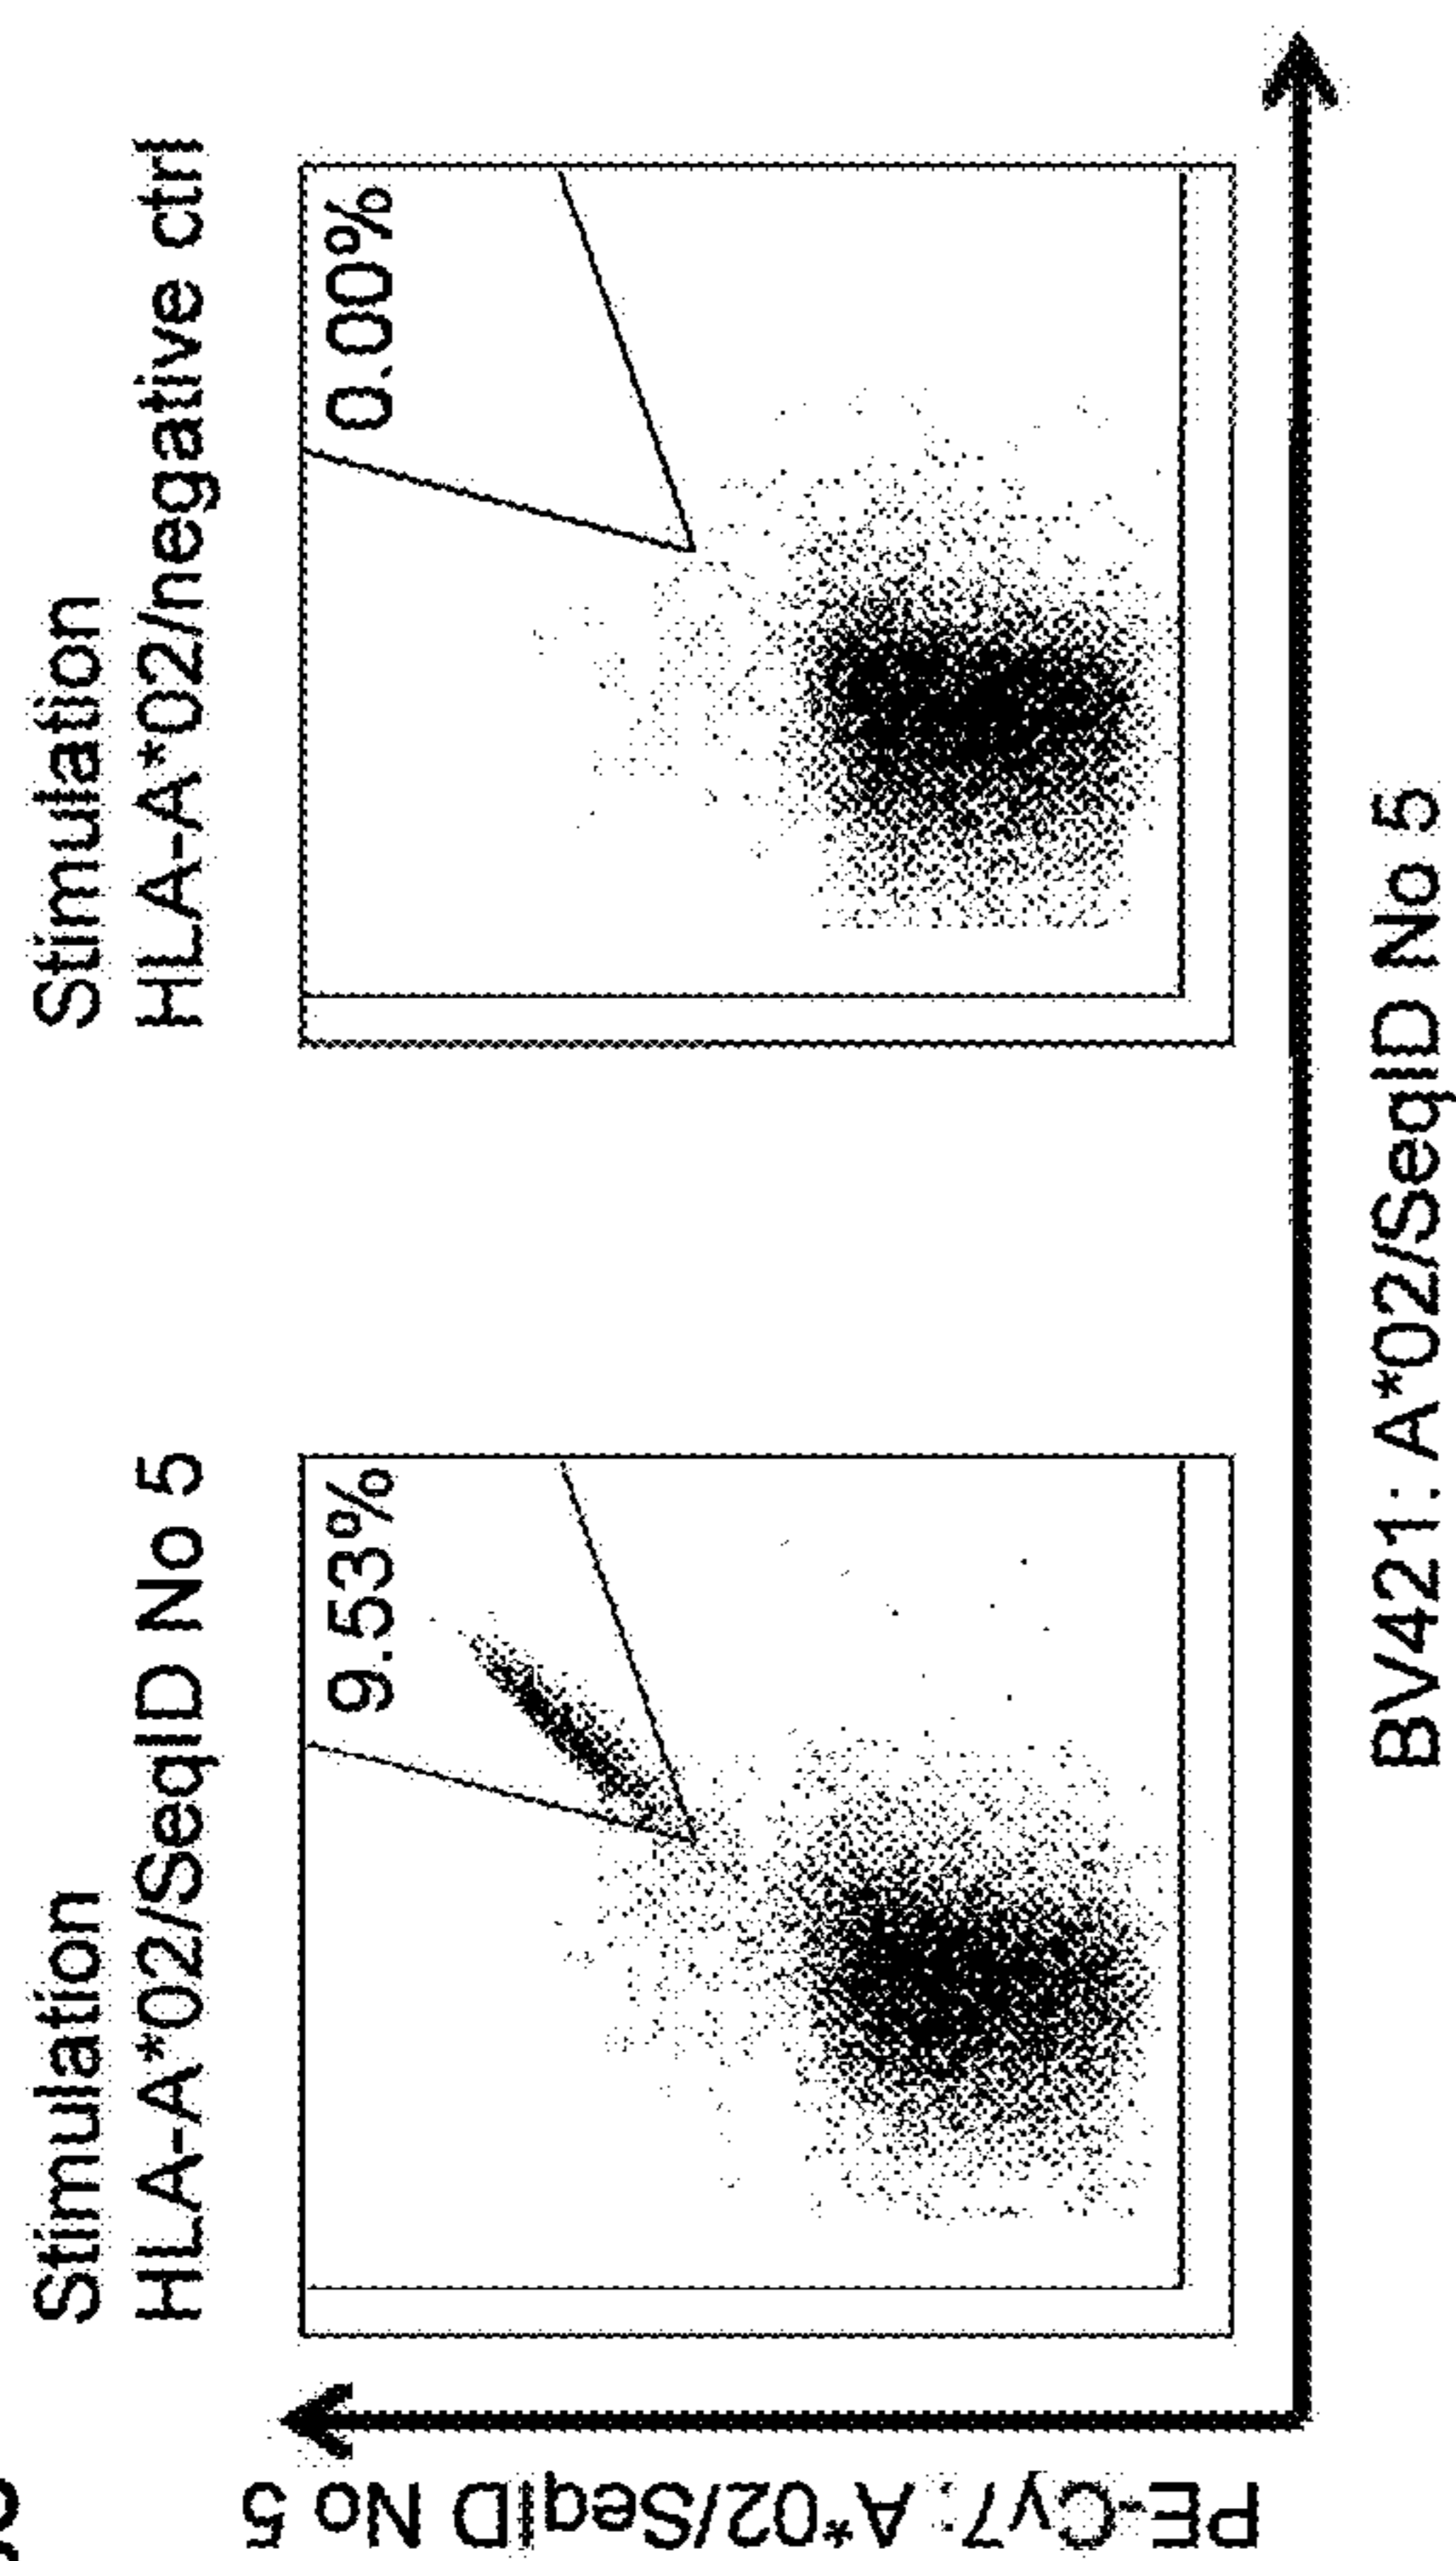 Stimulation
HLA-A*02/SeqID No 5
Stimulation
HLA-A*02/negative ctrl
9.53%
0.00%
PE-Cy7: A*02/SeqID No 5
BV421: A*02/SeqID No 5